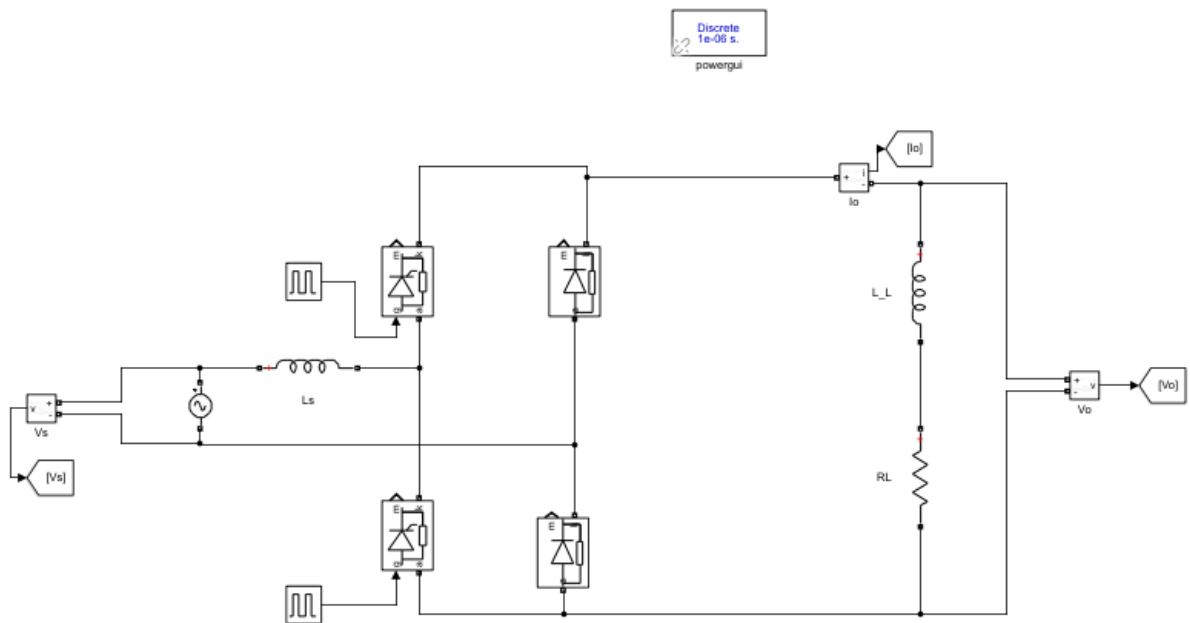 Discrete
1e-06 s.
powergui
[Io]
i
+
-
Io
m
k
g
a
m
L_L
Ls
v
+
-
Vs
[Vs]
+
-
v
Vo
[Vo]
RL
m
k
g
a
m